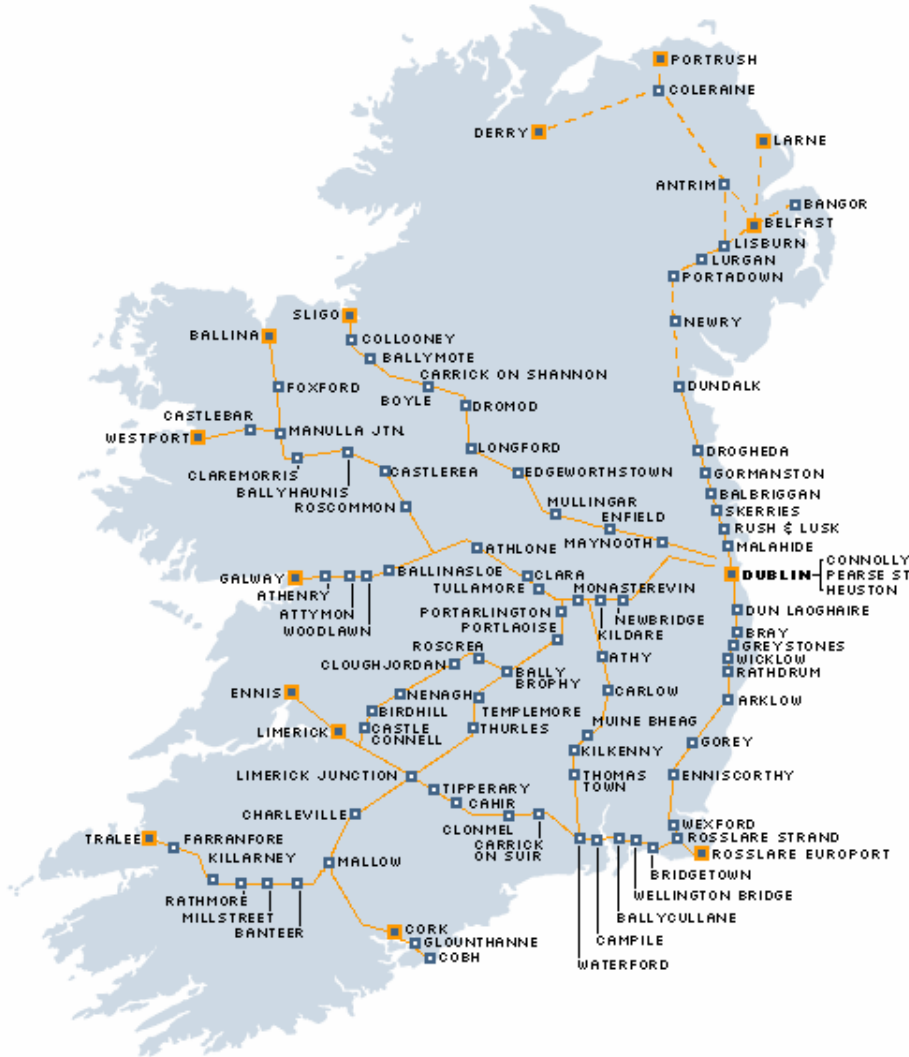 PORTRUSH
COLERAINE
DERRY
LARNE
ANTRIM
BANGOR
BELFAST
LISBURN
LURGAN
PORTADOWN
SLIGO
NEWRY
BALLINA
COLLOONEY
BALLYMOTE
CARRICK ON SHANNON
FOXFORD
DUNDALK
BOYLE
DROMOD
CASTLEBAR
WESTPORT
MANULLA JTN.
LONGFORD
DROGHEDA
CLAREMORRIS
CASTLEREA
EDGEWORTHSTOWN
GORMANSTON
BALLYHAUNIS
BALBRIGGAN
ROSCOMMON
MULLINGAR
SKERRIES
ENFIELD
RUSH & LUSK
MAYNOOTH
ATHLONE
MALAHIDE
CONNOLLY
GALWAY
BALLINASLOE
CLARA
DUBLIN
PEARSE ST
ATHENRY
TULLAMORE
MONASTEREVIN
HEUSTON
ATTYMON
PORTARLINGTON
NEWBRIDGE
DUN LAOGHAIRE
WOODLAWN
PORTLAOISE
KILDARE
BRAY
ROSCREA
GREYSTONES
CLOUGHJORDAN
ATHY
WICKLOW
BALLY
BROPHY
RATHDRUM
ENNIS
NENAGH
CARLOW
ARKLOW
BIRDHILL
TEMPLEMORE
LIMERICK
CASTLE
CONNELL
THURLES
MUINE BHEAG
GOREY
KILKENNY
LIMERICK JUNCTION
THOMAS
TOWN
ENNISCORTHY
TIPPERARY
CAHIR
CHARLEVILLE
CLONMEL
WEXFORD
TRALEE
FARRANFORE
CARRICK
ON SUIR
ROSSLARE STRAND
KILLARNEY
MALLOW
ROSSLARE EUROPORT
BRIDGETOWN
RATHMORE
WELLINGTON BRIDGE
MILLSTREET
BALLYCULLANE
BANTEER
CORK
CAMPILE
GLOUNTHANNE
COBH
WATERFORD